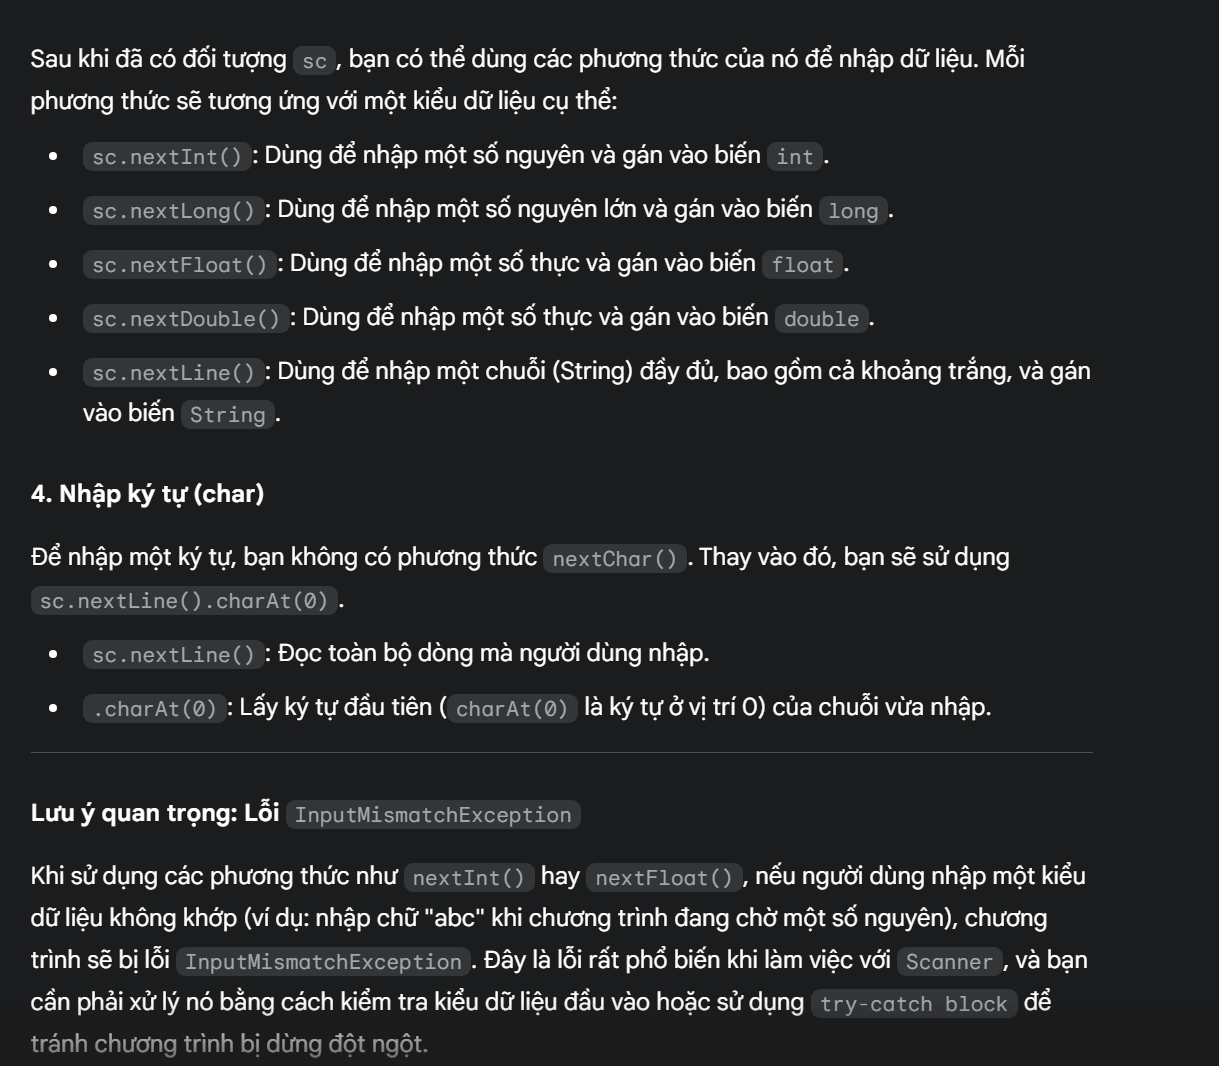 Sau khi đã có đối tượng sc, bạn có thể dùng các phương thức của nó để nhập dữ liệu. Mỗi
phương thức sẽ tương ứng với một kiểu dữ liệu cụ thể:
• sc.nextInt(): Dùng để nhập một số nguyên và gán vào biến int.
• sc.nextLong(): Dùng để nhập một số nguyên lớn và gán vào biến long.
• sc.nextFloat(): Dùng để nhập một số thực và gán vào biến float.
• sc.nextDouble(): Dùng để nhập một số thực và gán vào biến double.
• sc.nextLine(): Dùng để nhập một chuỗi (String) đầy đủ, bao gồm cả khoảng trắng, và gán
vào biến String.
4. Nhập ký tự (char)
Để nhập một ký tự, bạn không có phương thức nextChar(). Thay vào đó, bạn sẽ sử dụng
sc.nextLine().charAt(0).
• sc.nextLine(): Đọc toàn bộ dòng mà người dùng nhập.
• .charAt(0): Lấy ký tự đầu tiên (charAt(0) là ký tự ở vị trí 0) của chuỗi vừa nhập.
Lưu ý quan trọng: Lỗi InputMismatchException
Khi sử dụng các phương thức như nextInt() hay nextFloat(), nếu người dùng nhập một kiểu
dữ liệu không khớp (ví dụ: nhập chữ "abc" khi chương trình đang chờ một số nguyên), chương
trình sẽ bị lỗi InputMismatchException. Đây là lỗi rất phổ biến khi làm việc với Scanner, và bạn
cần phải xử lý nó bằng cách kiểm tra kiểu dữ liệu đầu vào hoặc sử dụng try-catch block để
tránh chương trình bị dừng đột ngột.